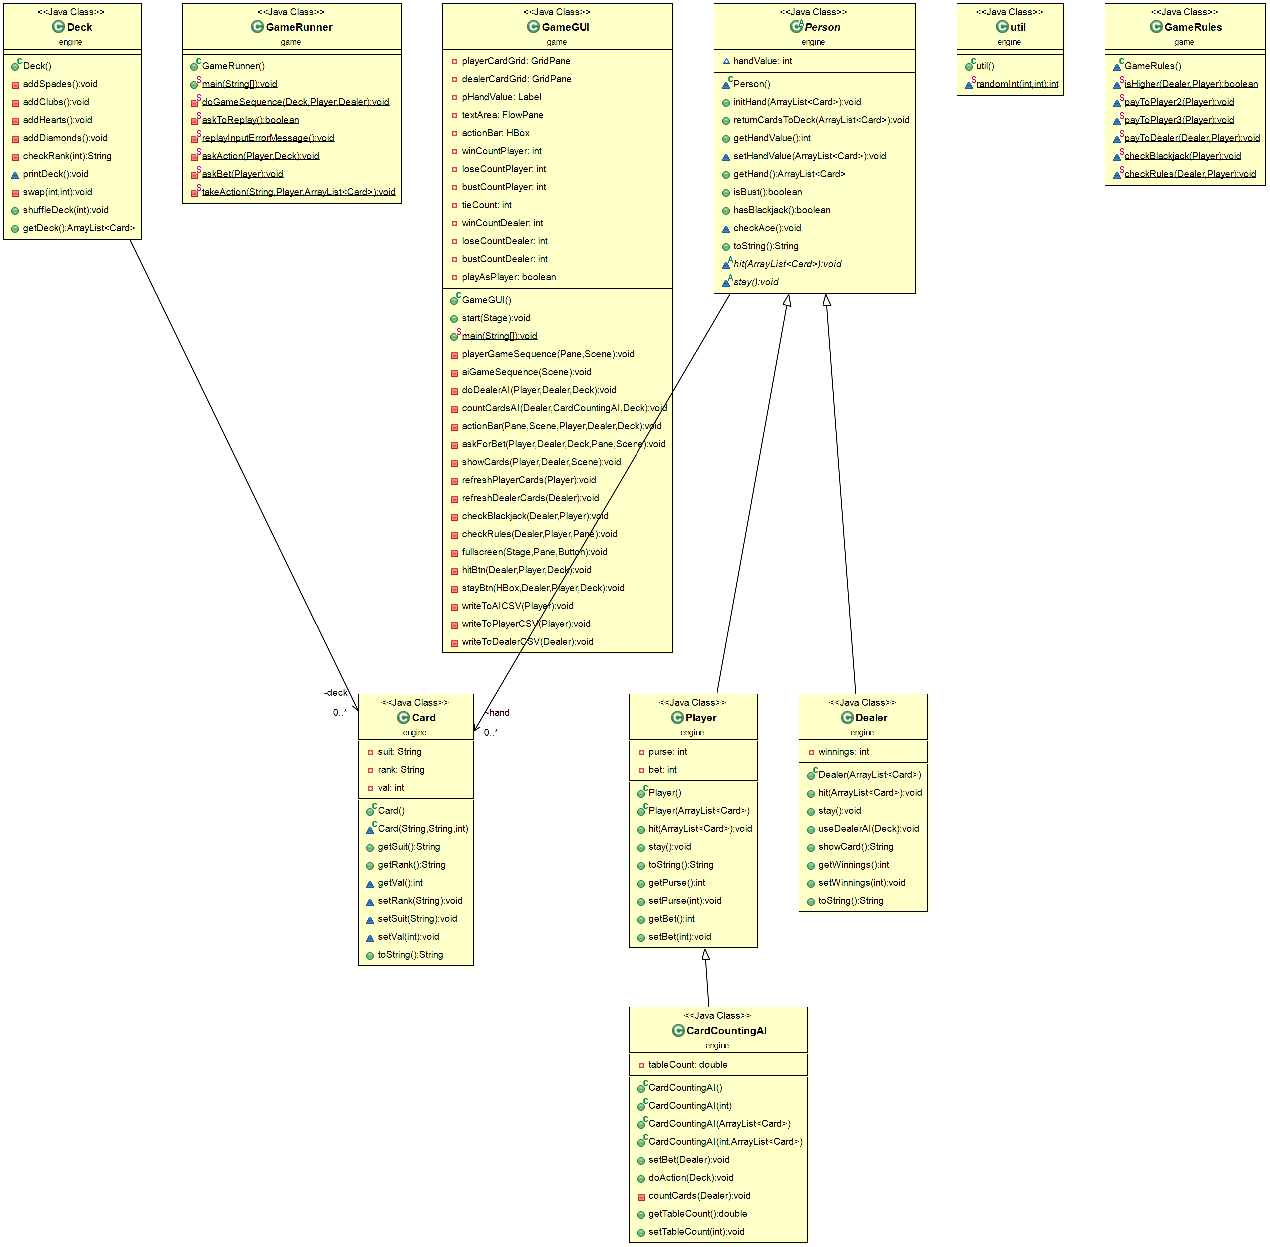 <<Java Class>>
Deck
engine
Deck()
addSpades():void
addClubs():void
addHearts():void
addDiamonds():void
checkRank(int):String
printDeck():void
swap(int,int):void
shuffleDeck(int):void
getDeck():ArrayList<Card>
<<Java Class>>
GameRunner
game
GameRunner()
main(String[]):void
doGameSequence(Deck,Player,Dealer):void
askToReplay():boolean
replayInputErrorMessage():void
askAction(Player,Deck):void
askBet(Player):void
takeAction(String,Player,ArrayList<Card>):void
<<Java Class>>
GameGUI
game
playerCardGrid: GridPane
dealerCardGrid: GridPane
pHandValue: Label
textArea: FlowPane
actionBar: HBox
winCountPlayer: int
loseCountPlayer: int
bustCountPlayer: int
tieCount: int
winCountDealer: int
loseCountDealer: int
bustCountDealer: int
playAsPlayer: boolean
GameGUI()
start(Stage):void
main(String[]):void
playerGameSequence(Pane,Scene):void
aiGameSequence(Scene):void
doDealerAI(Player,Dealer,Deck):void
countCardsAI(Dealer,CardCountingAI,Deck):void
actionBar(Pane,Scene,Player,Dealer,Deck):void
askForBet(Player,Dealer,Deck,Pane,Scene):void
showCards(Player,Dealer,Scene):void
refreshPlayerCards(Player):void
refreshDealerCards(Dealer):void
checkBlackjack(Dealer,Player):void
checkRules(Dealer,Player,Pane):void
fullscreen(Stage,Pane,Button):void
hitBtn(Dealer,Player,Deck):void
stayBtn(HBox,Dealer,Player,Deck):void
writeToAICSV(Player):void
writeToPlayerCSV(Player):void
writeToDealerCSV(Dealer):void
<<Java Class>>
Person
engine
handValue: int
Person()
initHand(ArrayList<Card>):void
returnCardsToDeck(ArrayList<Card>):void
getHandValue():int
setHandValue(ArrayList<Card>):void
getHand():ArrayList<Card>
isBust():boolean
hasBlackjack():boolean
checkAce():void
toString():String
hit(ArrayList<Card>):void
stay():void
<<Java Class>>
util
engine
util()
randomInt(int,int):int
<<Java Class>>
GameRules
game
GameRules()
isHigher(Dealer,Player):boolean
payToPlayer2(Player):void
payToPlayer3(Player):void
payToDealer(Dealer,Player):void
checkBlackjack(Player):void
checkRules(Dealer,Player):void
-deck
0..*
<<Java Class>>
Card
engine
suit: String
rank: String
val: int
Card()
Card(String,String,int)
getSuit():String
getRank():String
getVal():int
setRank(String):void
setSuit(String):void
setVal(int):void
toString():String
~hand
0..*
<<Java Class>>
Player
engine
purse: int
bet: int
Player()
Player(ArrayList<Card>)
hit(ArrayList<Card>):void
stay():void
toString():String
getPurse():int
setPurse(int):void
getBet():int
setBet(int):void
<<Java Class>>
Dealer
engine
winnings: int
Dealer(ArrayList<Card>)
hit(ArrayList<Card>):void
stay():void
useDealerAI(Deck):void
showCard():String
getWinnings():int
setWinnings(int):void
toString():String
<<Java Class>>
CardCountingAI
engine
tableCount: double
CardCountingAI()
CardCountingAI(int)
CardCountingAI(ArrayList<Card>)
CardCountingAI(int,ArrayList<Card>)
setBet(Dealer):void
doAction(Deck):void
countCards(Dealer):void
getTableCount():double
setTableCount(int):void